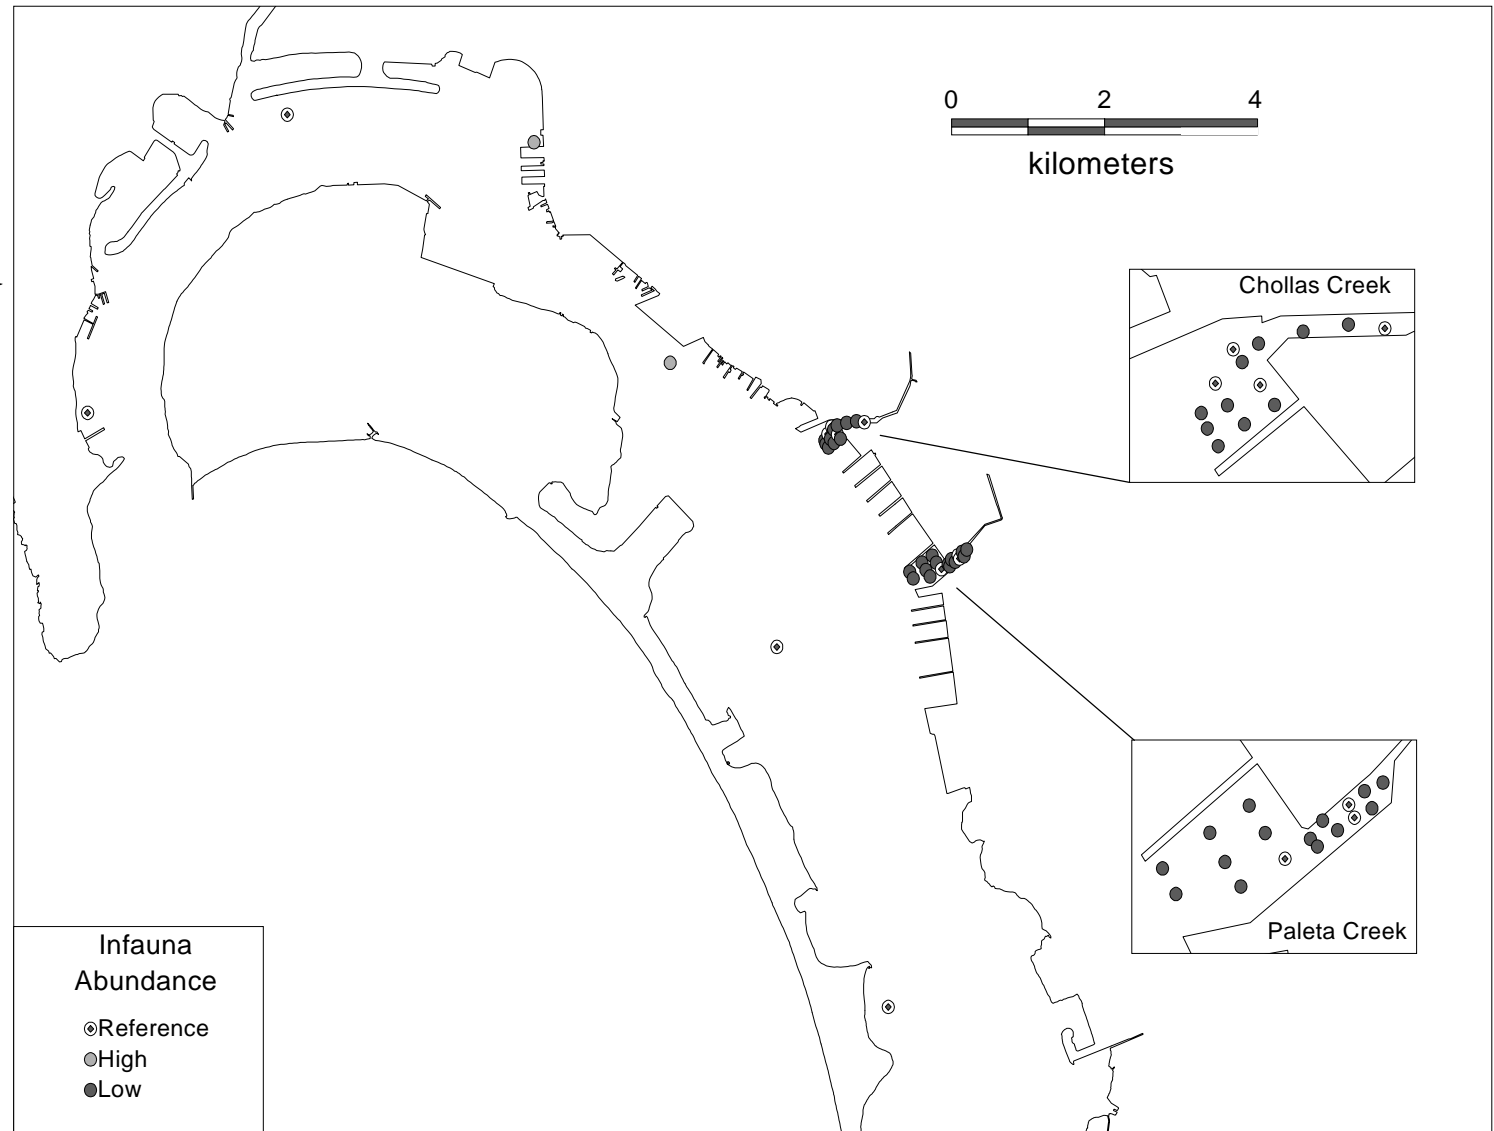 0 2 4
kilometers
Chollas Creek
Paleta Creek
Infauna
Abundance
Reference
High
Low